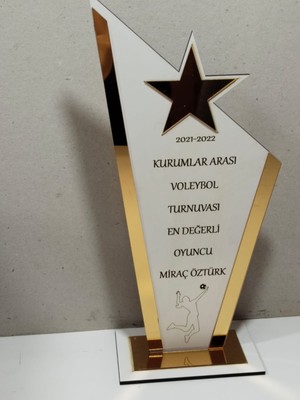 2021-2022
KURUMLAR ARASI
VOLEYBOL
TURNUVASI
EN DEĞERLİ
OYUNCU
MİRAÇ ÖZTÜRK